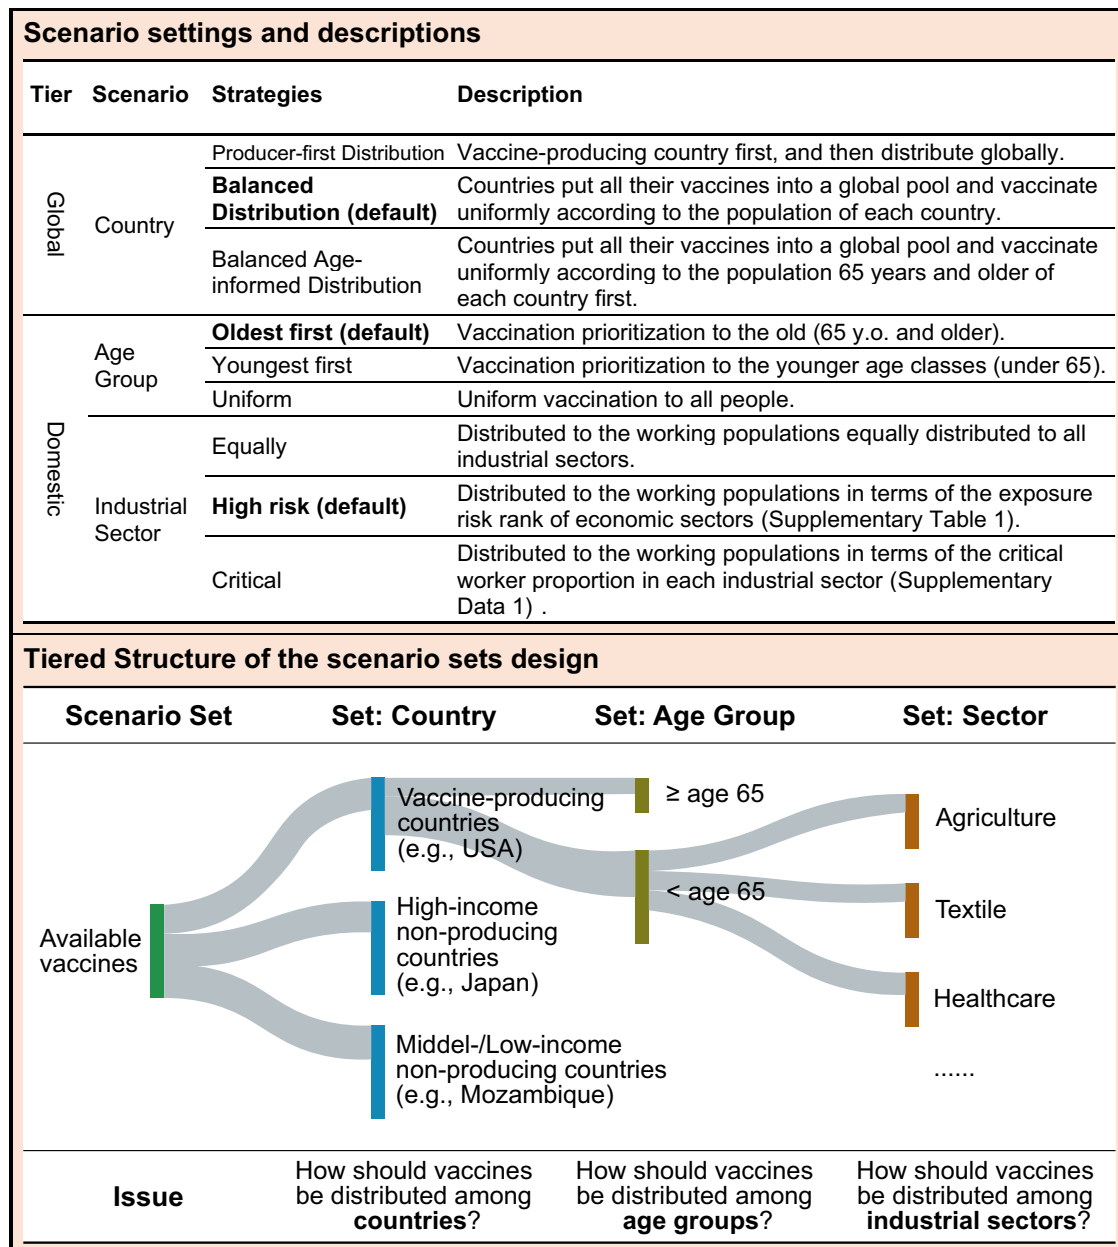 Scenario settings and descriptions
Tier Scenario Strategies Description
Global
Country
Producer-first Distribution Vaccine-producing country first, and then distribute globally.
Balanced
Distribution (default)
Countries put all their vaccines into a global pool and vaccinate
uniformly according to the population of each country.
Balanced Age-
informed Distribution
Countries put all their vaccines into a global pool and vaccinate
uniformly according to the population 65 years and older of
each country first.
Domestic
Age
Group
Oldest first (default) Vaccination prioritization to the old (65 y.o. and older).
Youngest first Vaccination prioritization to the younger age classes (under 65).
Uniform Uniform vaccination to all people.
Industrial
Sector
Equally
Distributed to the working populations equally distributed to all
industrial sectors.
High risk (default)
Distributed to the working populations in terms of the exposure
risk rank of economic sectors (Supplementary Table 1).
Critical
Distributed to the working populations in terms of the critical
worker proportion in each industrial sector (Supplementary
Data 1) .
Tiered Structure of the scenario sets design
Scenario Set Set: Country Set: Age Group Set: Sector
Available
vaccines
Vaccine-producing
countries
(e.g., USA)
High-income
non-producing
countries
(e.g., Japan)
Middel-/Low-income
non-producing countries
(e.g., Mozambique)
≥ age 65
< age 65
Agriculture
Textile
Healthcare
......
Issue
How should vaccines
be distributed among
countries?
How should vaccines
be distributed among
age groups?
How should vaccines
be distributed among
industrial sectors?